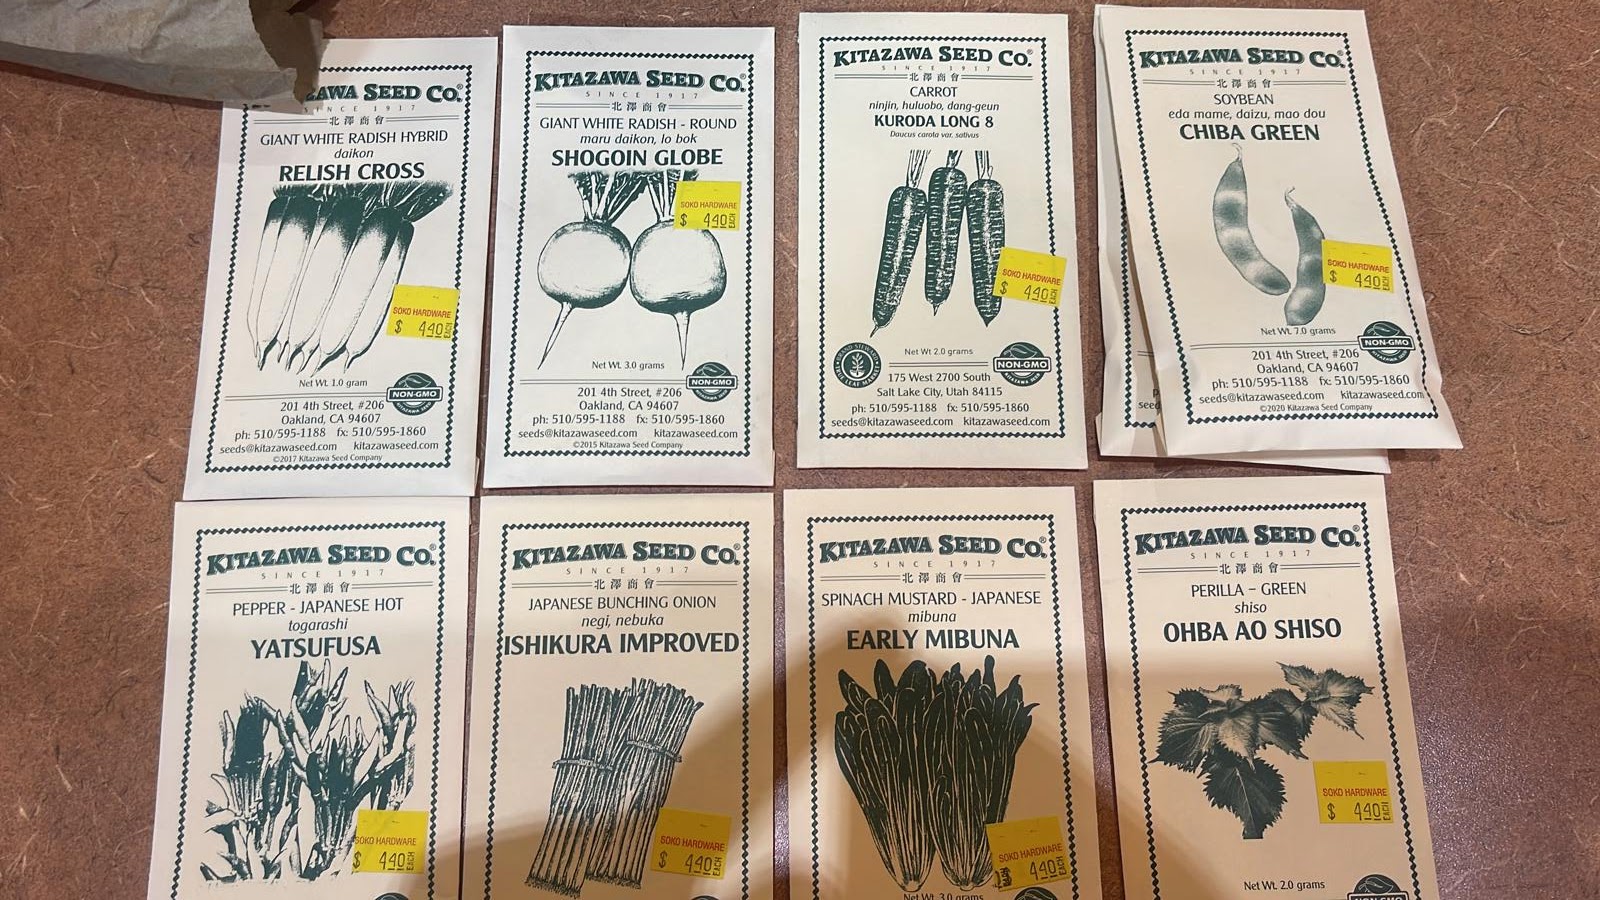 KITAZAWA SEED CO.®
SINCE 1917
北澤商會
GIANT WHITE RADISH HYBRID
daikon
RELISH CROSS
SOKO HARDWARE
$ 4.40 EACH
Net Wt. 1.0 gram
NON-GMO
KITAZAWA SEED
201 4th Street, #206
Oakland, CA 94607
ph: 510/595-1188 fx: 510/595-1860
seeds@kitazawaseed.com kitazawaseed.com
©2017 Kitazawa Seed Company
KITAZAWA SEED CO.®
SINCE 1917
北澤商會
GIANT WHITE RADISH - ROUND
maru daikon, lo bok
SHOGOIN GLOBE
SOKO HARDWARE
$ 4.40 EACH
Net Wt. 3.0 grams
NON-GMO
KITAZAWA SEED
201 4th Street, #206
Oakland, CA 94607
ph: 510/595-1188 fx: 510/595-1860
seeds@kitazawaseed.com kitazawaseed.com
©2015 Kitazawa Seed Company
KITAZAWA SEED CO.®
SINCE 1917
北澤商會
CARROT
ninjin, huluobo, dang-geun
KURODA LONG 8
Daucus carota var. sativus
SOKO HARDWARE
$ 4.40 EACH
Net Wt 2.0 grams
NON-GMO
KITAZAWA SEED
175 West 2700 South
Salt Lake City, Utah 84115
ph: 510/595-1188 fx: 510/595-1860
seeds@kitazawaseed.com kitazawaseed.com
KITAZAWA SEED CO.®
SINCE 1917
北澤商會
SOYBEAN
eda mame, daizu, mao dou
CHIBA GREEN
SOKO HARDWARE
$ 4.40 EACH
Net Wt. 7.0 grams
NON-GMO
KITAZAWA SEED
201 4th Street, #206
Oakland, CA 94607
ph: 510/595-1188 fx: 510/595-1860
seeds@kitazawaseed.com kitazawaseed.com
©2020 Kitazawa Seed Company
KITAZAWA SEED CO.®
SINCE 1917
北澤商會
PEPPER - JAPANESE HOT
togarashi
YATSUFUSA
SOKO HARDWARE
$ 4.40 EACH
KITAZAWA SEED CO.®
SINCE 1917
北澤商會
JAPANESE BUNCHING ONION
negi, nebuka
ISHIKURA IMPROVED
SOKO HARDWARE
$ 4.40 EACH
KITAZAWA SEED CO.®
SINCE 1917
北澤商會
SPINACH MUSTARD - JAPANESE
mibuna
EARLY MIBUNA
SOKO HARDWARE
$ 4.40 EACH
Net Wt. 3.0 grams
KITAZAWA SEED CO.®
SINCE 1917
北澤商會
PERILLA – GREEN
shiso
OHBA AO SHISO
SOKO HARDWARE
$ 4.40 EACH
Net Wt. 2.0 grams
NON-GMO